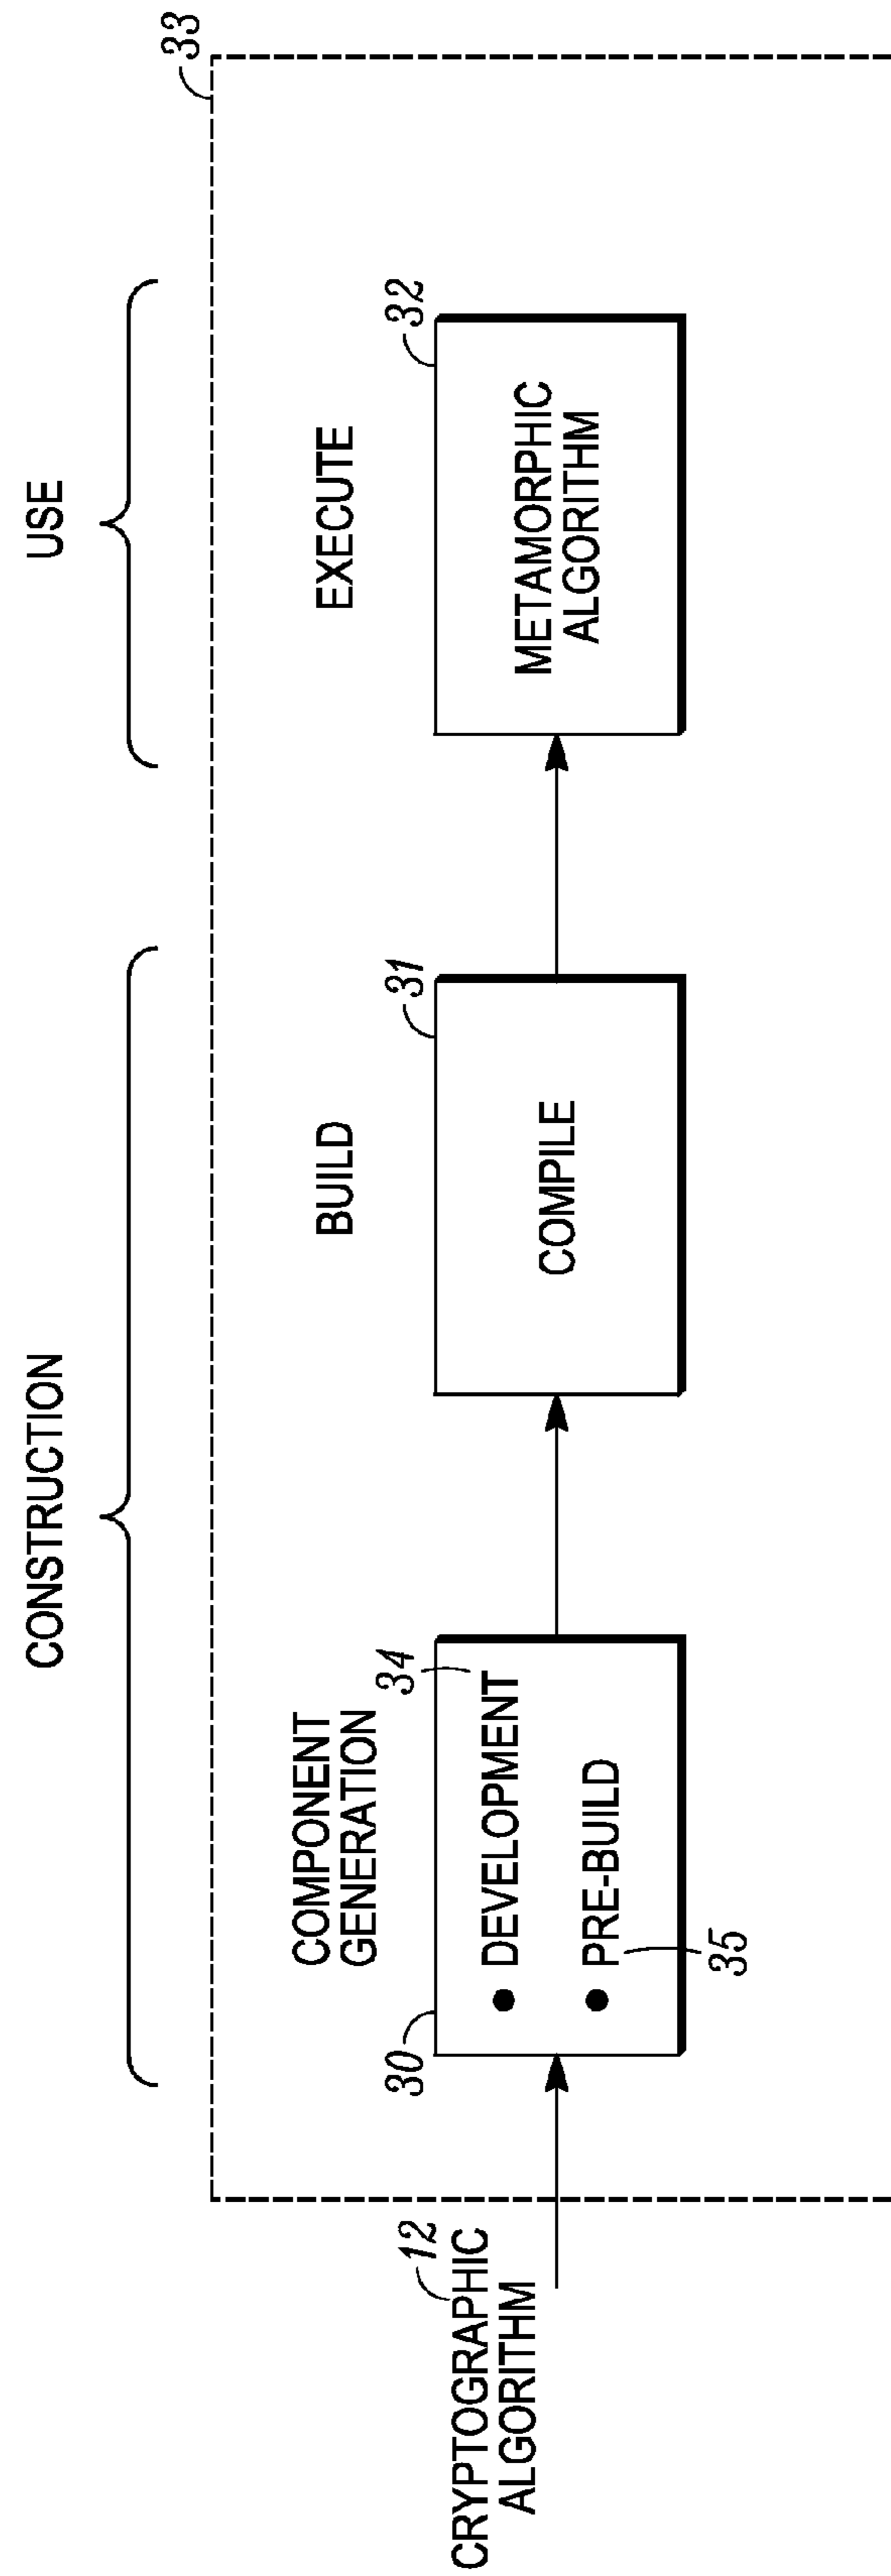 CONSTRUCTION
USE
33
COMPONENT
GENERATION
BUILD
EXECUTE
12
CRYPTOGRAPHIC
ALGORITHM
30
34
• DEVELOPMENT
• PRE-BUILD
35
31
COMPILE
32
METAMORPHIC
ALGORITHM